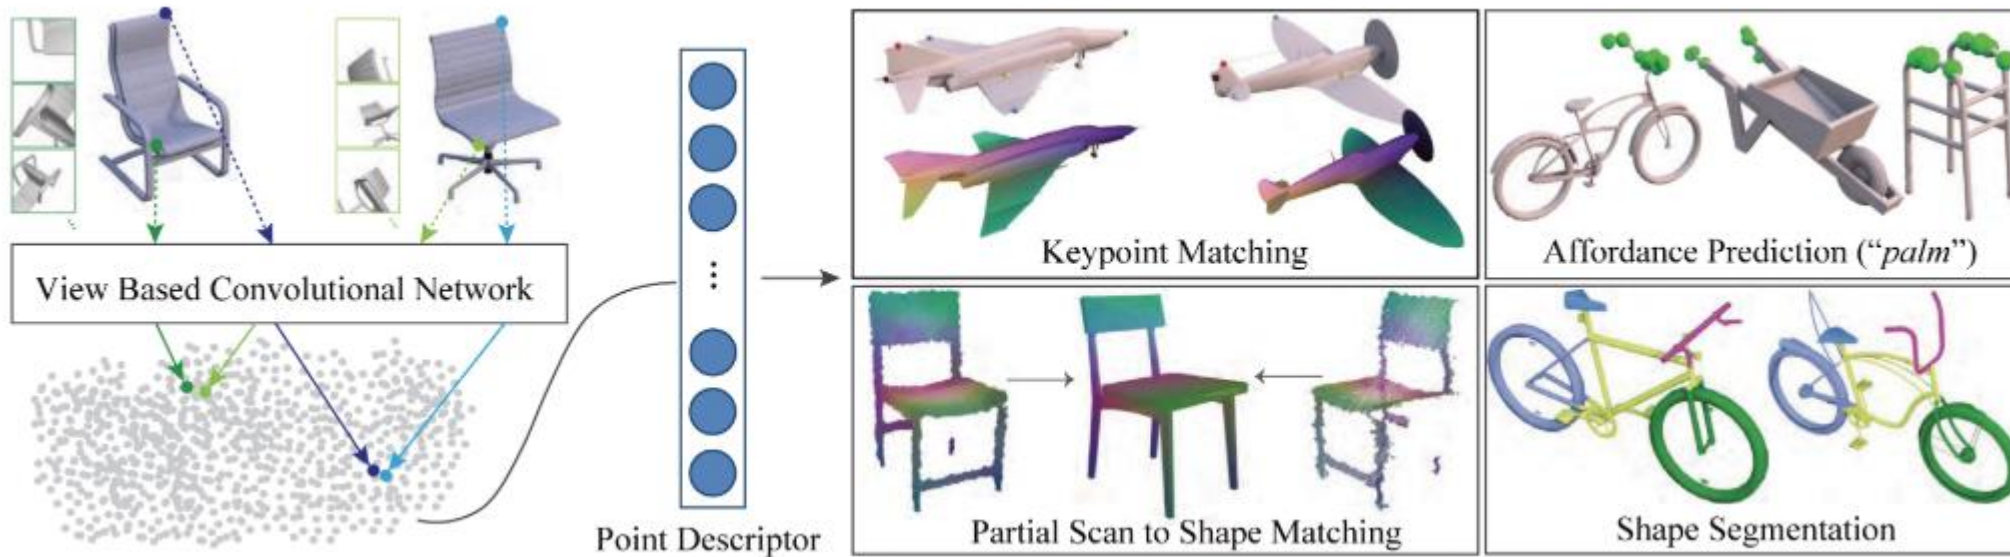 View Based Convolutional Network
Point Descriptor
Keypoint Matching
Affordance Prediction (“palm”)
Partial Scan to Shape Matching
Shape Segmentation